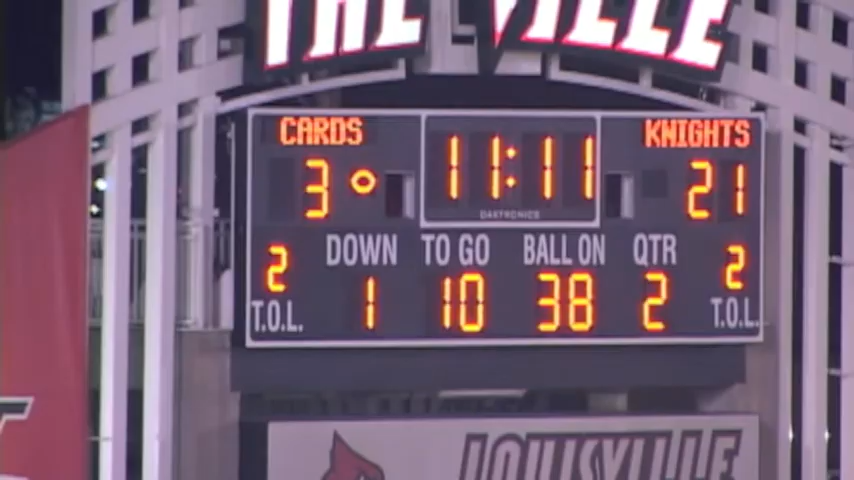 THE VILLE
CARDS 11:11 KNIGHTS
3 21
DAKTRONICS
DOWN TO GO BALL ON QTR
2 1 10 38 2 2
T.O.L. T.O.L.
LOUISVILLE